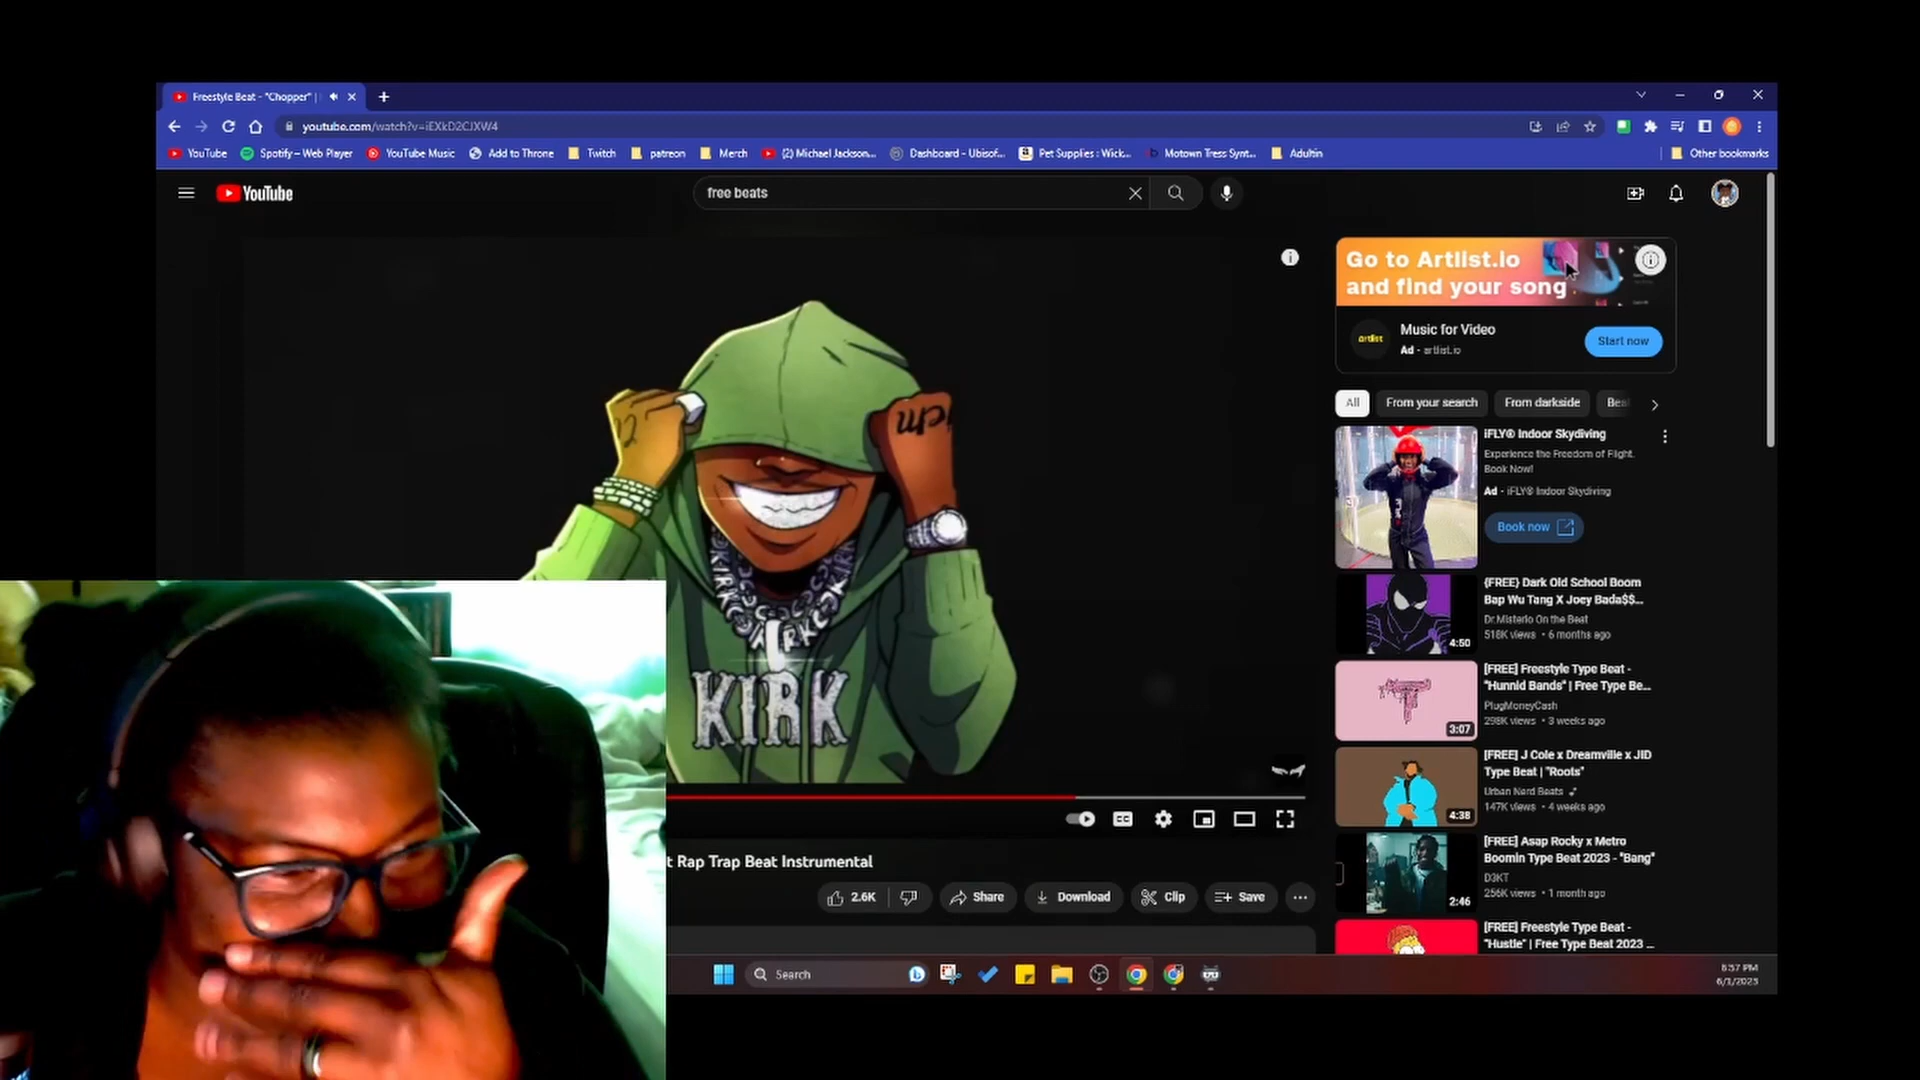 Freestyle Beat - "Chopper" |
youtube.com/watch?v=iEXkD2CJXW4
YouTube
Spotify – Web Player
YouTube Music
Add to Throne
Twitch
patreon
Merch
(2) Michael Jackson...
Dashboard - Ubisof...
Pet Supplies : Wick...
Motown Tress Synt...
Adultin
Other bookmarks
YouTube
free beats
KIRK
t Rap Trap Beat Instrumental
2.6K
Share
Download
Clip
Save
Go to Artlist.io
and find your song
artlist
Music for Video
Ad - artlist.io
Start now
All
From your search
From darkside
Bea
iFLY® Indoor Skydiving
Experience the Freedom of Flight.
Book Now!
Ad - iFLY® Indoor Skydiving
Book now
{FREE} Dark Old School Boom
Bap Wu Tang X Joey Bada$$...
Dr.Misterio On the Beat
518K views • 6 months ago
4:50
[FREE] Freestyle Type Beat -
"Hunnid Bands" | Free Type Be...
PlugMoneyCash
298K views • 3 weeks ago
3:07
[FREE] J Cole x Dreamville x JID
Type Beat | "Roots"
Urban Nerd Beats
147K views • 4 weeks ago
4:38
[FREE] Asap Rocky x Metro
Boomin Type Beat 2023 - "Bang"
D3KT
256K views • 1 month ago
2:46
[FREE] Freestyle Type Beat -
"Hustle" | Free Type Beat 2023 ...
Search
8:37 PM
6/1/2023